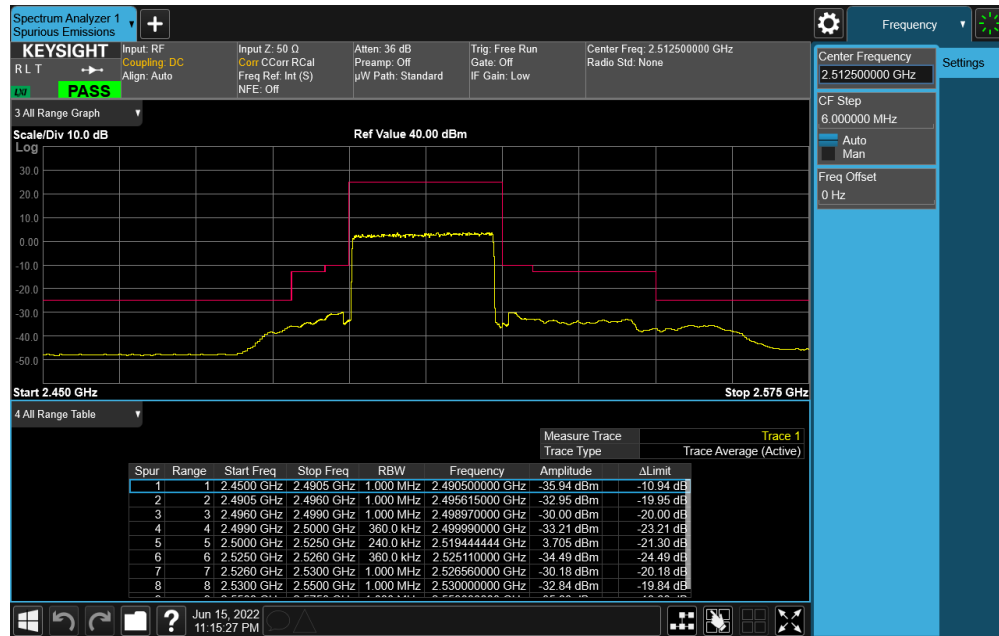 Spectrum Analyzer 1
Spurious Emissions
+
Frequency
KEYSIGHT
R L T
LXI
PASS
Input: RF
Coupling: DC
Align: Auto
Input Z: 50 Ω
Corr CCorr RCal
Freq Ref: Int (S)
NFE: Off
Atten: 36 dB
Preamp: Off
µW Path: Standard
Trig: Free Run
Gate: Off
IF Gain: Low
Center Freq: 2.512500000 GHz
Radio Std: None
Center Frequency
2.512500000 GHz
Settings
CF Step
6.000000 MHz
Auto
Man
Freq Offset
0 Hz
3 All Range Graph
Scale/Div 10.0 dB
Ref Value 40.00 dBm
Log
30.0
20.0
10.0
0.00
-10.0
-20.0
-30.0
-40.0
-50.0
Start 2.450 GHz
Stop 2.575 GHz
4 All Range Table
Measure Trace Trace 1
Trace Type Trace Average (Active)
Spur Range Start Freq Stop Freq RBW Frequency Amplitude ΔLimit
1 1 2.4500 GHz 2.4905 GHz 1.000 MHz 2.490500000 GHz -35.94 dBm -10.94 dB
2 2 2.4905 GHz 2.4960 GHz 1.000 MHz 2.495615000 GHz -32.95 dBm -19.95 dB
3 3 2.4960 GHz 2.4990 GHz 1.000 MHz 2.498970000 GHz -30.00 dBm -20.00 dB
4 4 2.4990 GHz 2.5000 GHz 360.0 kHz 2.499990000 GHz -33.21 dBm -23.21 dB
5 5 2.5000 GHz 2.5250 GHz 240.0 kHz 2.519444444 GHz 3.705 dBm -21.30 dB
6 6 2.5250 GHz 2.5260 GHz 360.0 kHz 2.525110000 GHz -34.49 dBm -24.49 dB
7 7 2.5260 GHz 2.5300 GHz 1.000 MHz 2.526560000 GHz -30.18 dBm -20.18 dB
8 8 2.5300 GHz 2.5500 GHz 1.000 MHz 2.530000000 GHz -32.84 dBm -19.84 dB
?
Jun 15, 2022
11:15:27 PM